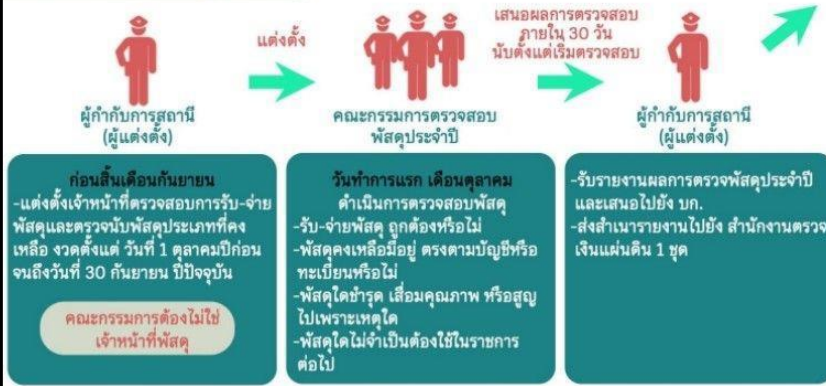 แต่งตั้ง
เสนอผลการตรวจสอบ
ภายใน 30 วัน
นับตั้งแต่เริ่มตรวจสอบ
ผู้กำกับการสถานี
(ผู้แต่งตั้ง)
คณะกรรมการตรวจสอบ
พัสดุประจำปี
ผู้กำกับการสถานี
(ผู้แต่งตั้ง)
ก่อนสิ้นเดือนกันยายน
-แต่งตั้งเจ้าหน้าที่ตรวจสอบการรับ-จ่าย
พัสดุและตรวจนับพัสดุประเภทที่คง
เหลือ งวดตั้งแต่ วันที่ 1 ตุลาคมปีก่อน
จนถึงวันที่ 30 กันยายน ปีปัจจุบัน
คณะกรรมการต้องไม่ใช่
เจ้าหน้าที่พัสดุ
วันทำการแรก เดือนตุลาคม
ดำเนินการตรวจสอบพัสดุ
-รับ-จ่ายพัสดุ ถูกต้องหรือไม่
-พัสดุคงเหลือมีอยู่ ตรงตามบัญชีหรือ
ทะเบียนหรือไม่
-พัสดุใดชำรุด เสื่อมคุณภาพ หรือสูญ
ไปเพราะเหตุใด
-พัสดุใดไม่จำเป็นต้องใช้ในราชการ
ต่อไป
-รับรายงานผลการตรวจพัสดุประจำปี
และเสนอไปยัง บก.
-ส่งสำเนารายงานไปยัง สำนักงานตรวจ
เงินแผ่นดิน 1 ชุด